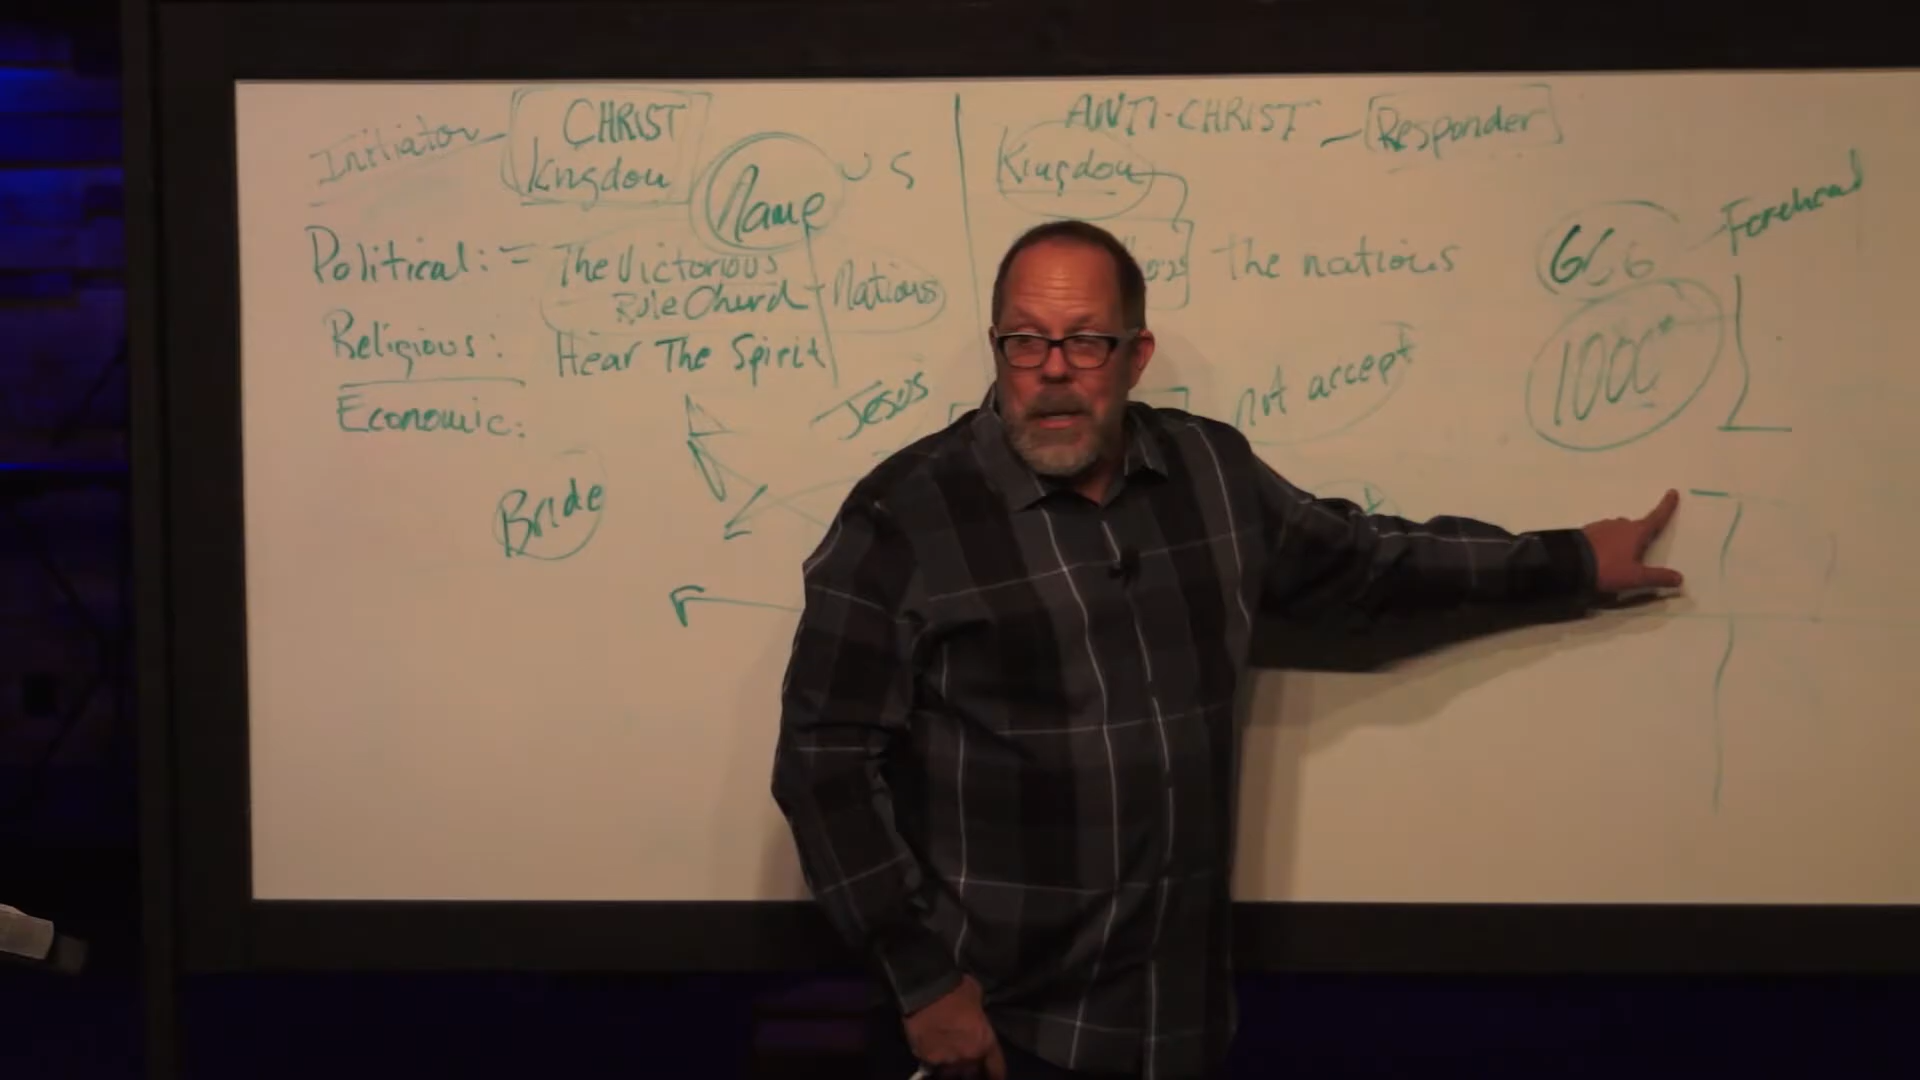 Initiator - CHRIST
Kingdom
Name
US
Political: = The Victorious
Rule Church - Nations
Religious: Hear The Spirit
Economic:
Jesus
Bride
ANTI-CHRIST - Responder
Kingdom
the nations
not accept
666
Forehead
1000